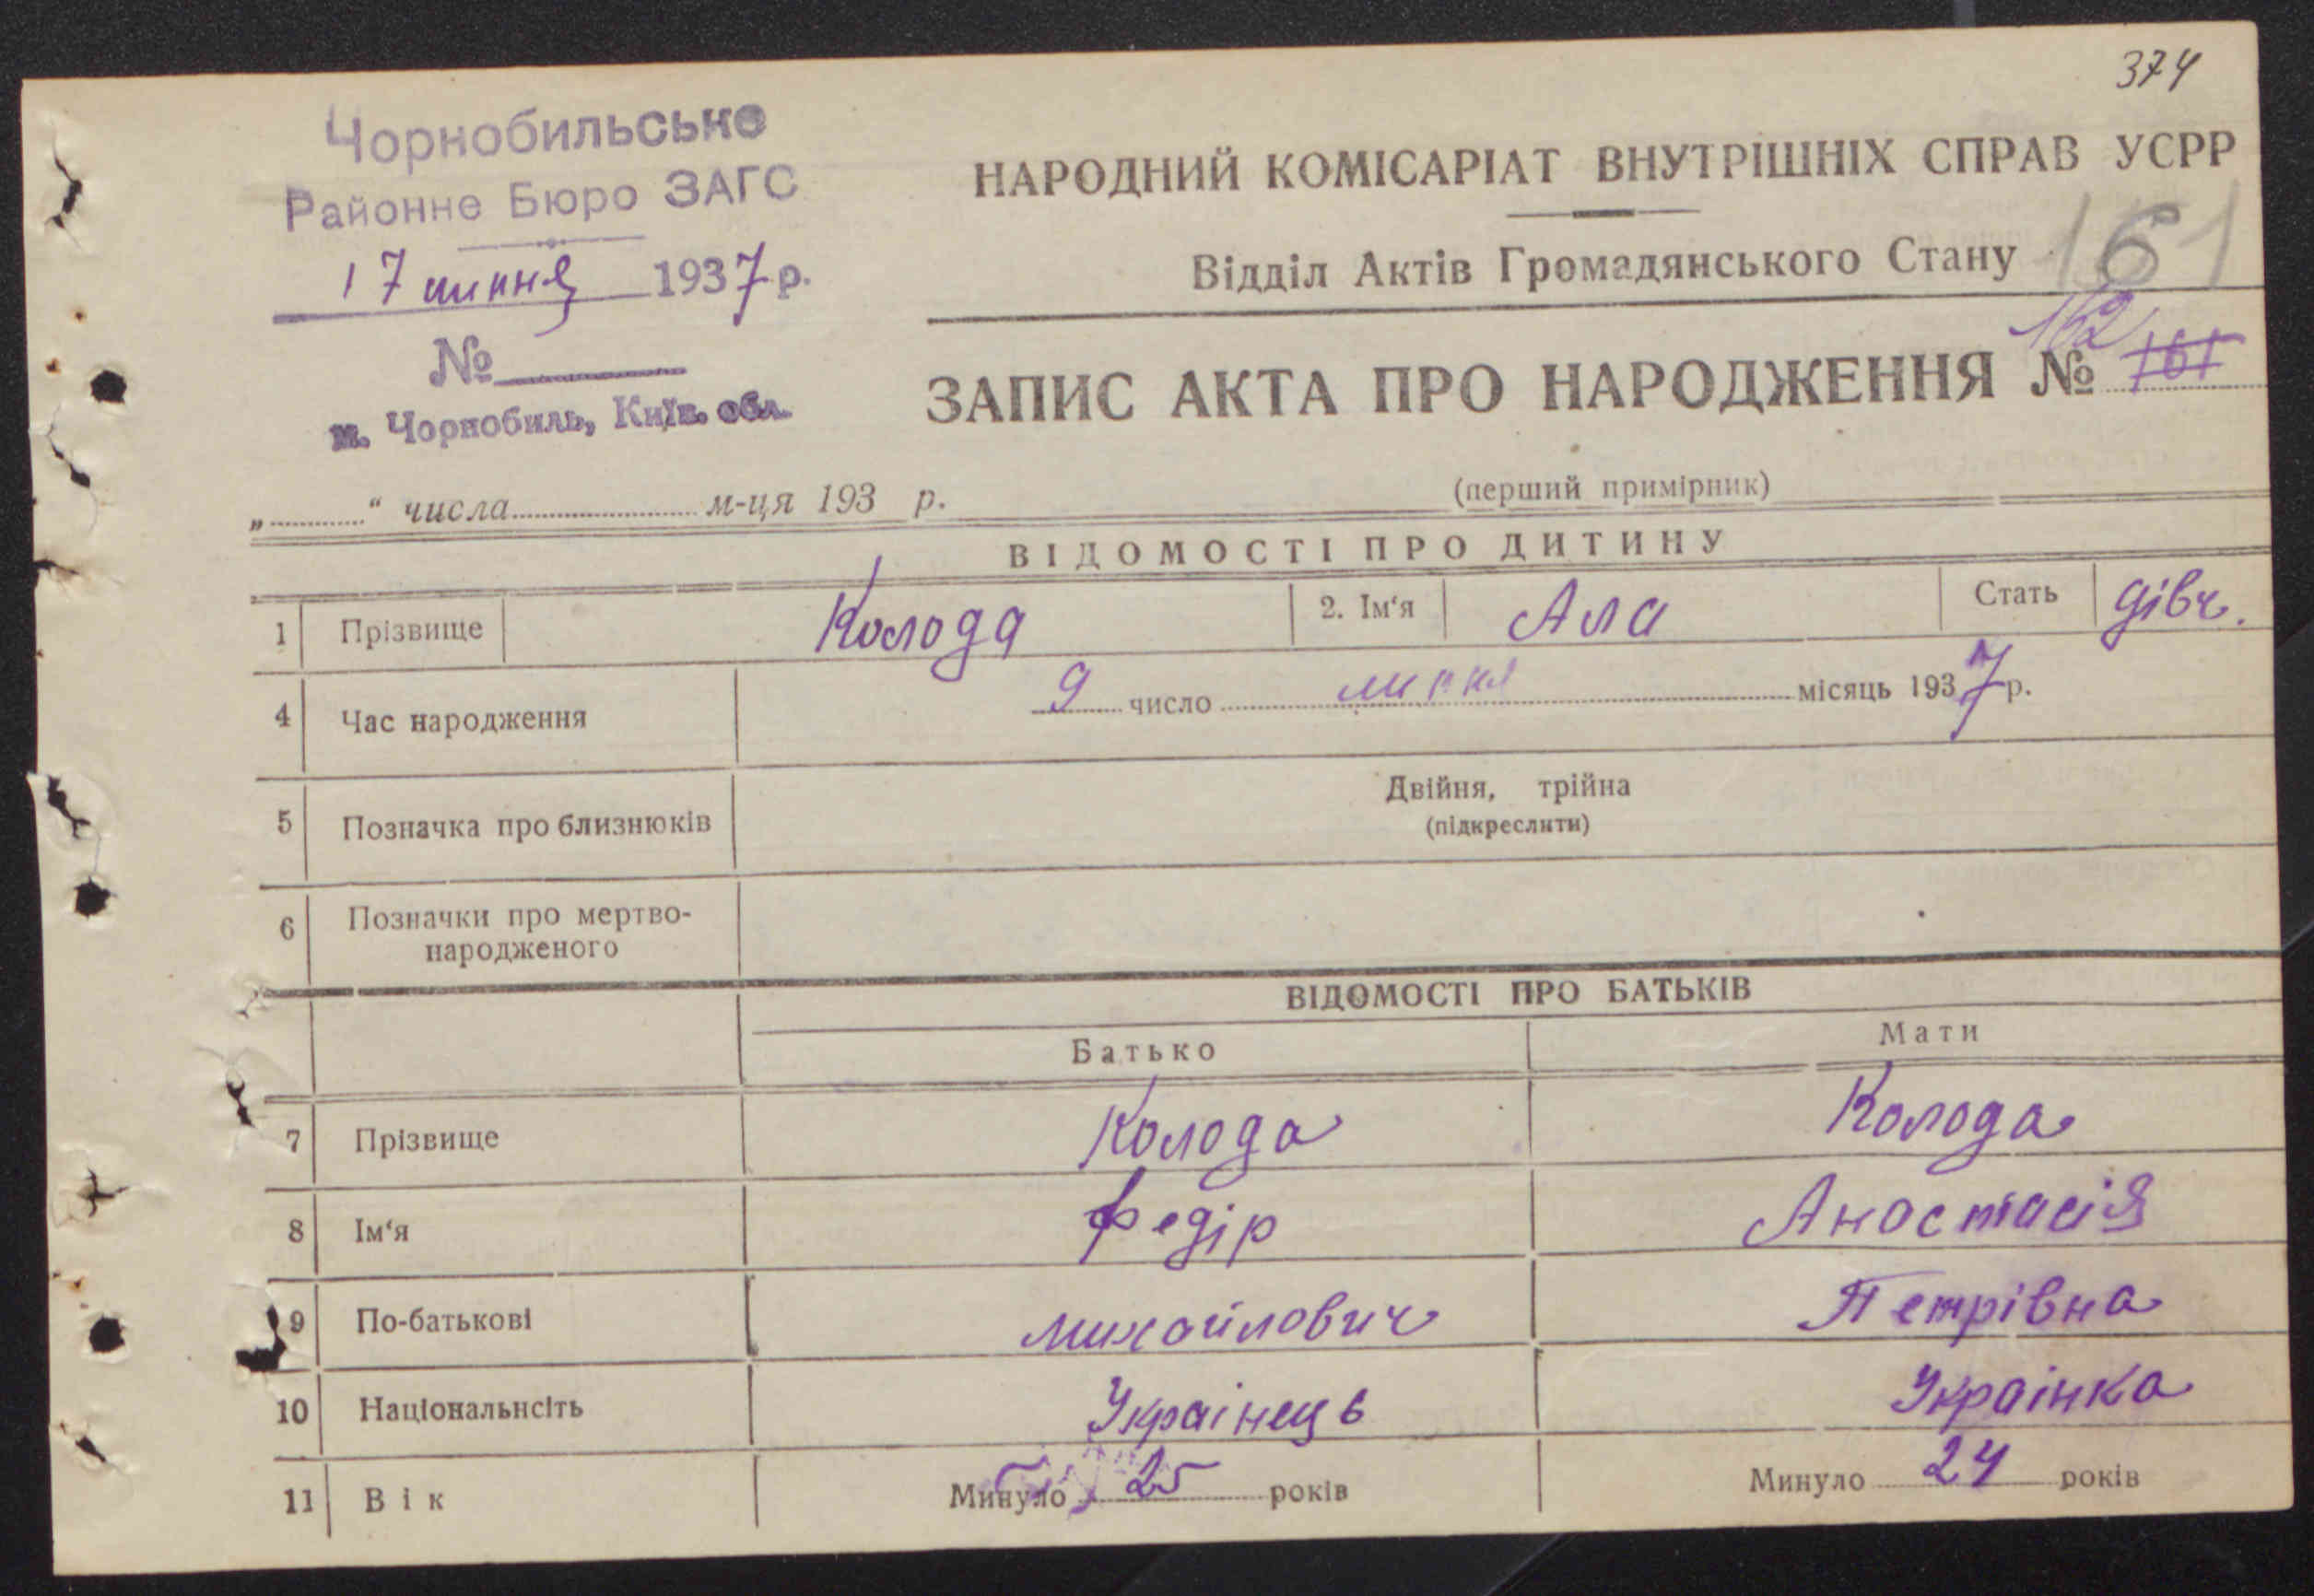 374
Чорнобильське
Районне Бюро ЗАГС
17 липня 1937 р.
№
м. Чорнобиль, Київ. обл.
НАРОДНИЙ КОМІСАРІАТ ВНУТРІШНІХ СПРАВ УСРР
Відділ Актів Громадянського Стану
161
162
ЗАПИС АКТА ПРО НАРОДЖЕННЯ № 161
(перший примірник)
„ “ числа м-ця 193 р.
ВІДОМОСТІ ПРО ДИТИНУ
1 Прізвище Колода 2. Ім‘я Ала Стать дівч.
4 Час народження 9 число липня місяць 1937 р.
5 Позначка про близнюків Двійня, трійна
(підкреслити)
6 Позначки про мертво-
народженого
ВІДОМОСТІ ПРО БАТЬКІВ
Батько Мати
7 Прізвище Колода Колода
8 Ім‘я Федір Анастасія
9 По-батькові Михайлович Петрівна
10 Національнсіть Українець Українка
11 Вік Минуло 25 років Минуло 24 років